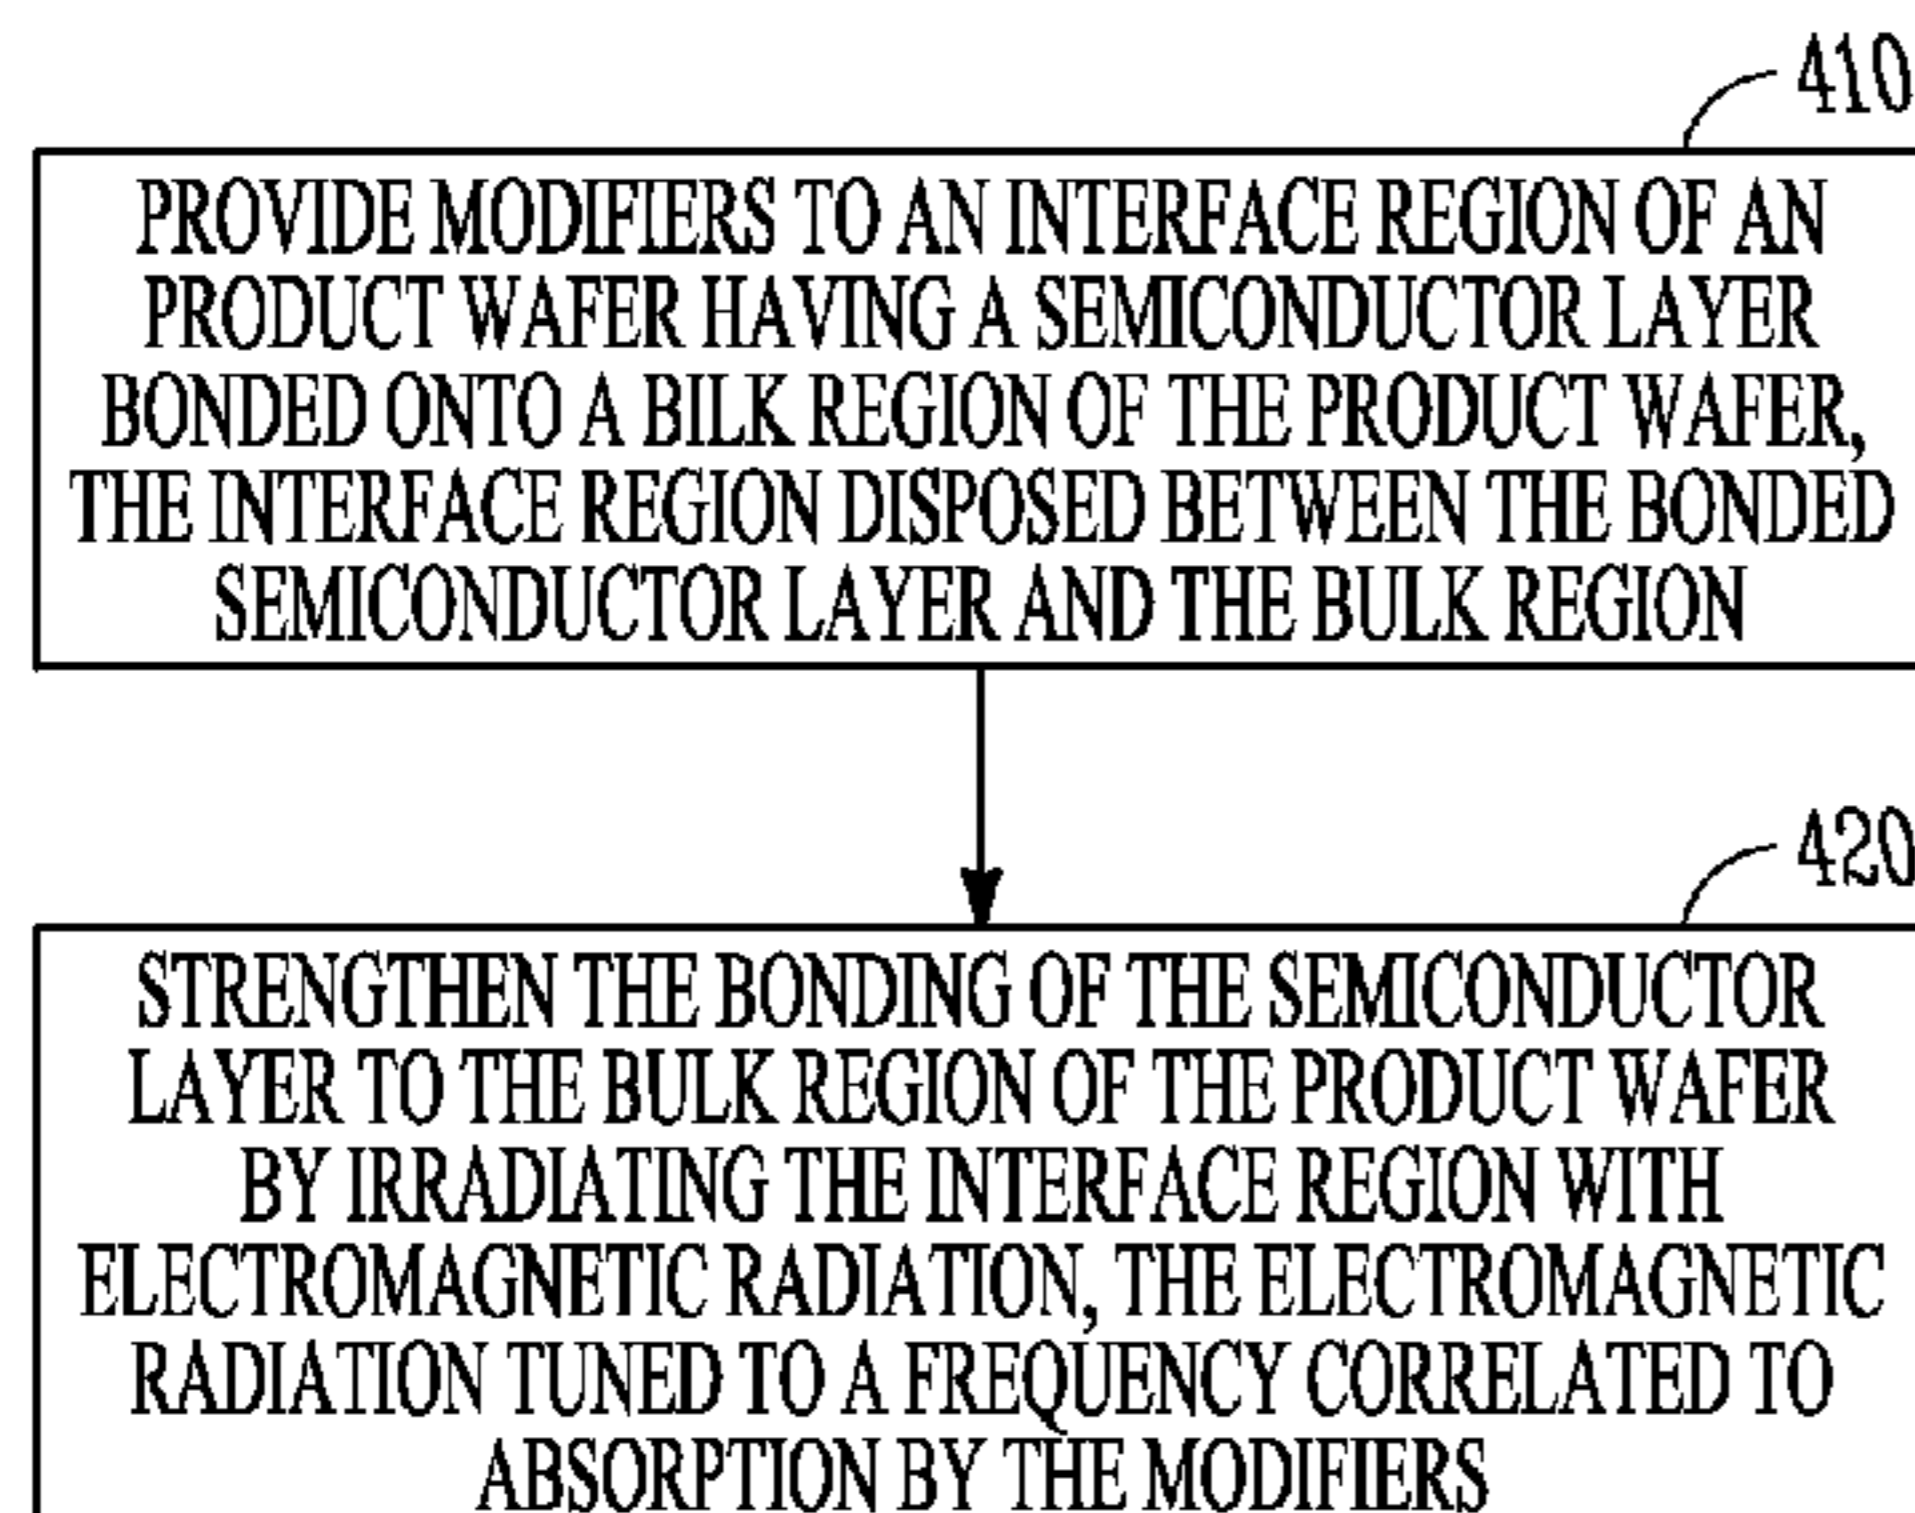 410
PROVIDE MODIFIERS TO AN INTERFACE REGION OF AN
PRODUCT WAFER HAVING A SEMICONDUCTOR LAYER
BONDED ONTO A BILK REGION OF THE PRODUCT WAFER,
THE INTERFACE REGION DISPOSED BETWEEN THE BONDED
SEMICONDUCTOR LAYER AND THE BULK REGION
420
STRENGTHEN THE BONDING OF THE SEMICONDUCTOR
LAYER TO THE BULK REGION OF THE PRODUCT WAFER
BY IRRADIATING THE INTERFACE REGION WITH
ELECTROMAGNETIC RADIATION, THE ELECTROMAGNETIC
RADIATION TUNED TO A FREQUENCY CORRELATED TO
ABSORPTION BY THE MODIFIERS